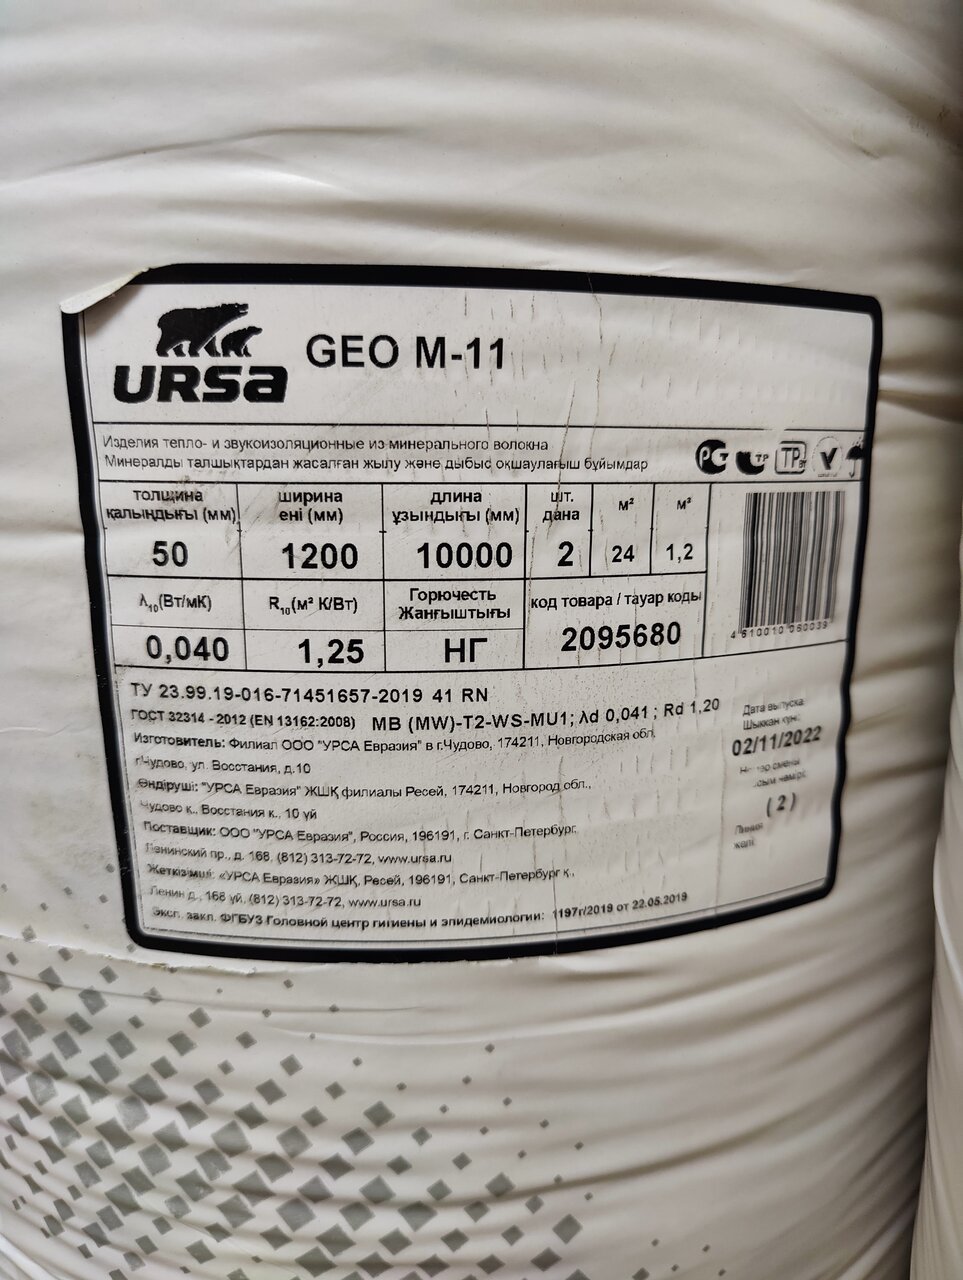 URSA
GEO M-11
Изделия тепло- и звукоизоляционные из минерального волокна
Минералды талшықтардан жасалған жылу және дыбыс оқшаулағыш бұйымдар
толщина ширина длина шт. м² м³
қалыңдығы (мм) ені (мм) ұзындығы (мм) дана
50 1200 10000 2 24 1,2
λ10(Вт/мК) R10(м² К/Вт) Горючесть Жанғыштығы код товара / тауар коды
0,040 1,25 НГ 2095680
ТУ 23.99.19-016-71451657-2019 41 RN
ГОСТ 32314 - 2012 (EN 13162:2008) МВ (MW)-T2-WS-MU1; λd 0,041 ; Rd 1,20
Изготовитель: Филиал ООО "УРСА Евразия" в г.Чудово, 174211, Новгородская обл,
г.Чудово, ул. Восстания, д.10
Өндіруші: "УРСА Евразия" ЖШҚ филиалы Ресей, 174211, Новгород обл.,
Чудово к., Восстания к., 10 үй
Поставщик: ООО "УРСА Евразия", Россия, 196191, г. Санкт-Петербург,
Ленинский пр., д. 168, (812) 313-72-72, www.ursa.ru
Жеткізуші: «УРСА Евразия» ЖШҚ, Ресей, 196191, Санкт-Петербург к.,
Ленин д., 168 үй, (812) 313-72-72, www.ursa.ru
Эксп. закл. ФГБУЗ Головной центр гигиены и эпидемиологии: 1197г/2019 от 22.05.2019
Дата выпуска
Шыққан күні
02/11/2022
смены
( 2 )
Линия
желі